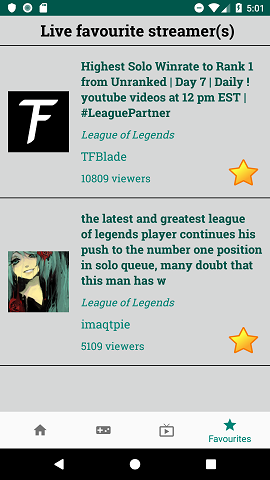 5:01
Live favourite streamer(s)
Highest Solo Winrate to Rank 1
from Unranked | Day 7 | Daily !
youtube videos at 12 pm EST |
#LeaguePartner
League of Legends
TFBlade
10809 viewers
the latest and greatest league
of legends player continues his
push to the number one position
in solo queue, many doubt that
this man has w
League of Legends
imaqtpie
5109 viewers
Favourites